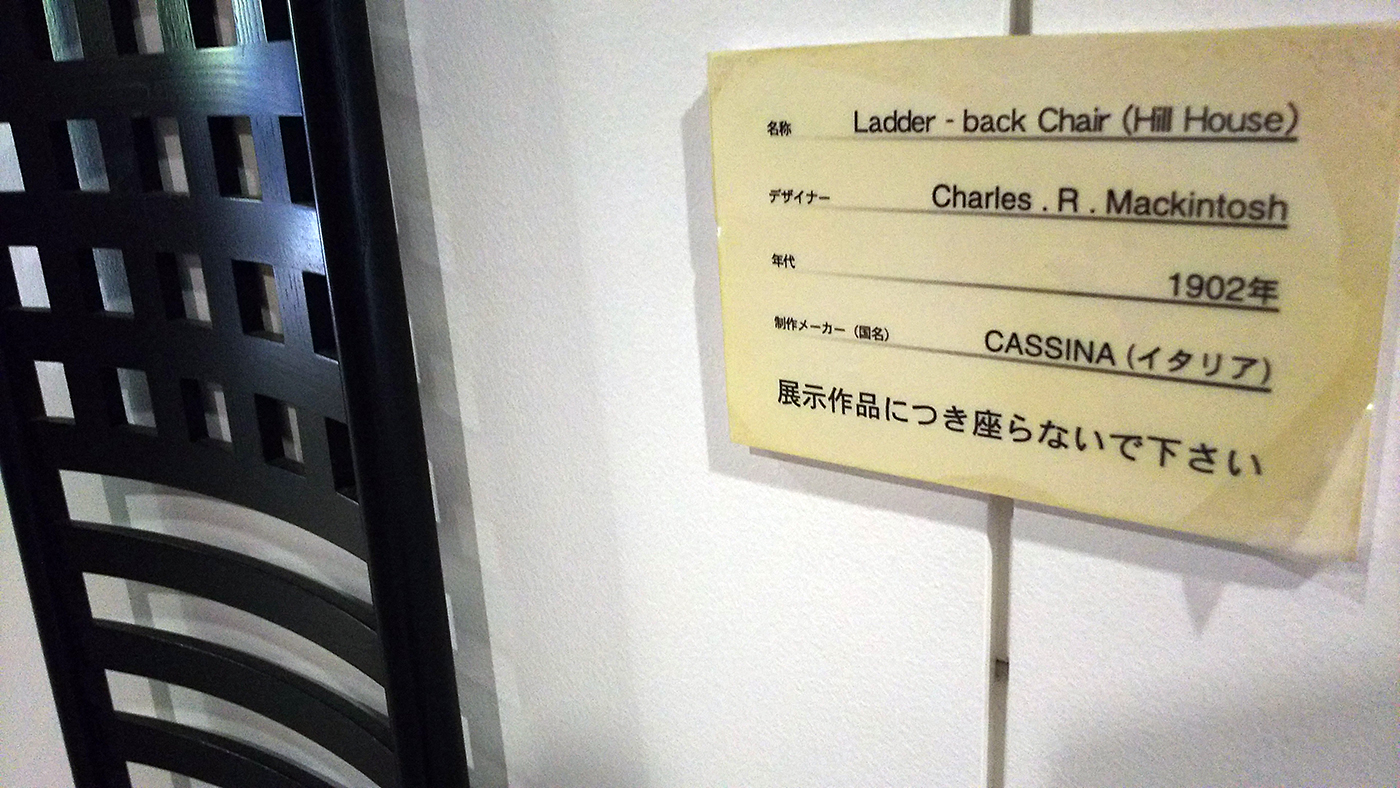 名称 Ladder - back Chair (Hill House)
デザイナー Charles . R . Mackintosh
年代 1902年
制作メーカー（国名） CASSINA (イタリア)
展示作品につき座らないで下さい